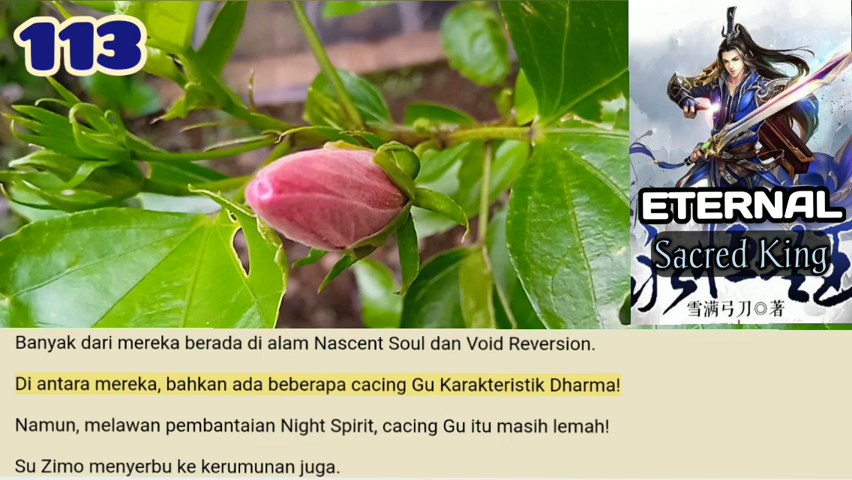 113
ETERNAL
Sacred King
雪满弓刀◎著
Banyak dari mereka berada di alam Nascent Soul dan Void Reversion.
Di antara mereka, bahkan ada beberapa cacing Gu Karakteristik Dharma!
Namun, melawan pembantaian Night Spirit, cacing Gu itu masih lemah!
Su Zimo menyerbu ke kerumunan juga.